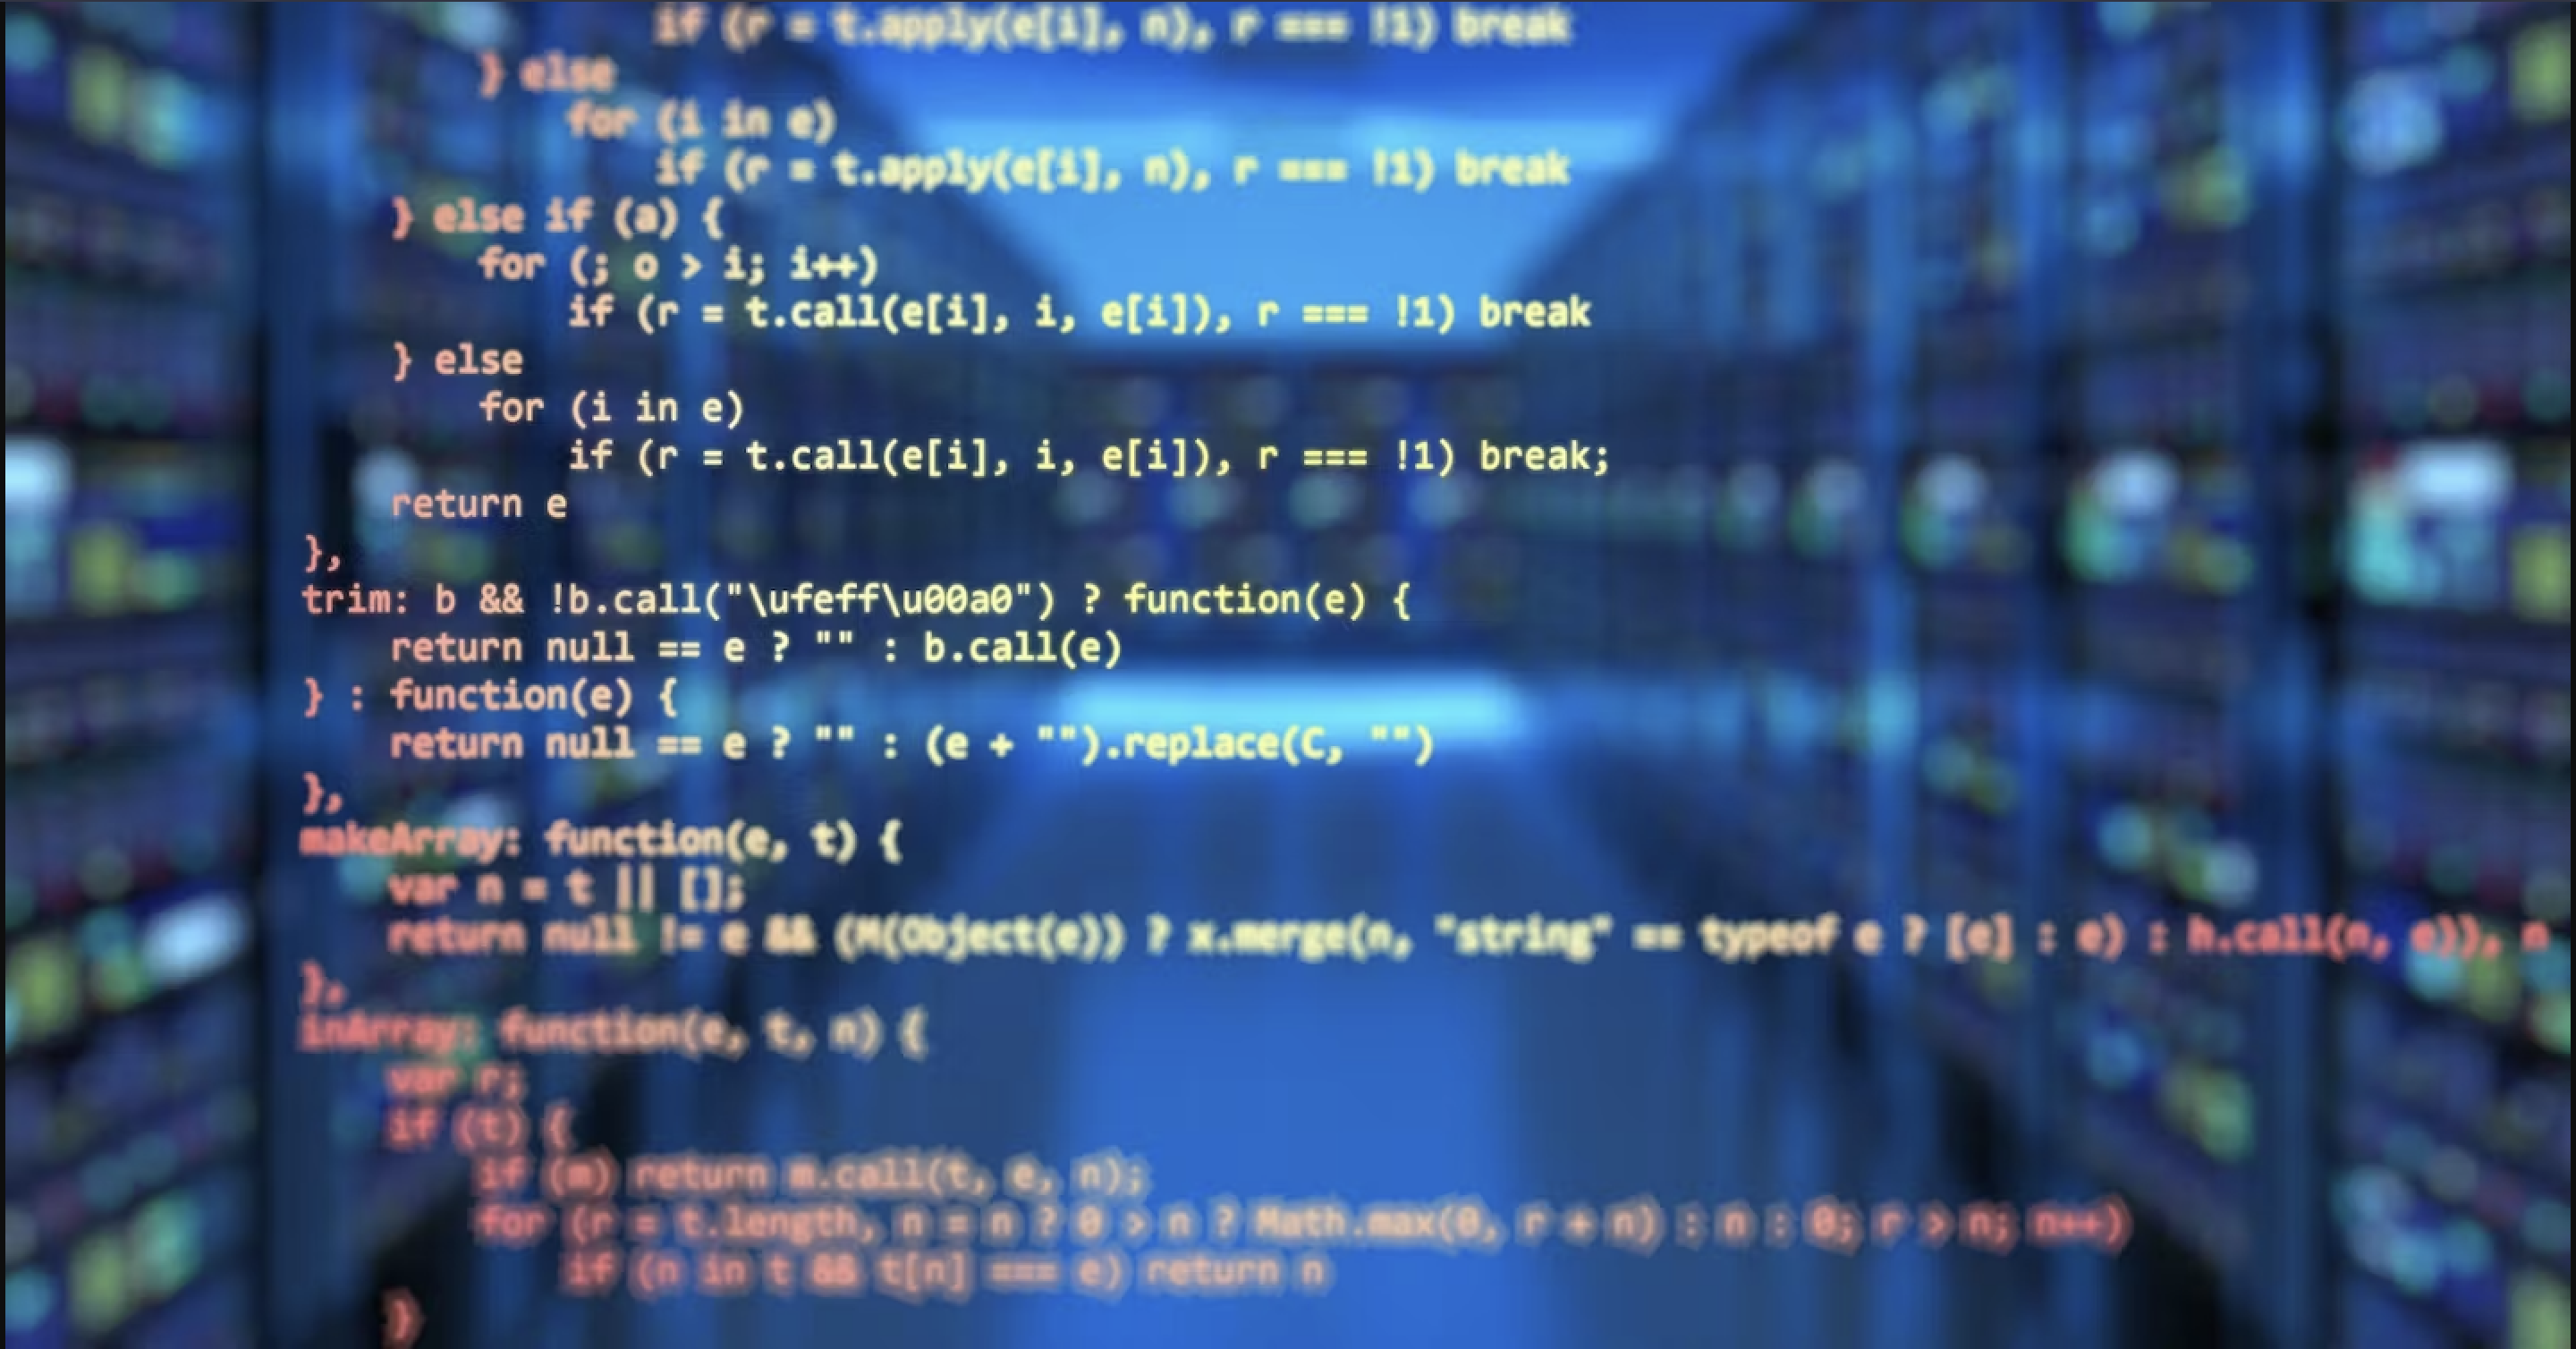 if (r = t.apply(e[i], n), r === !1) break
} else
for (i in e)
if (r = t.apply(e[i], n), r === !1) break
} else if (a) {
for (; o > i; i++)
if (r = t.call(e[i], i, e[i]), r === !1) break
} else
for (i in e)
if (r = t.call(e[i], i, e[i]), r === !1) break;
return e
},
trim: b && !b.call("\ufeff\u00a0") ? function(e) {
return null == e ? "" : b.call(e)
} : function(e) {
return null == e ? "" : (e + "").replace(C, "")
},
makeArray: function(e, t) {
var n = t || [];
return null != e && (M(Object(e)) ? x.merge(n, "string" == typeof e ? [e] : e) : h.call(n, e)), n
},
inArray: function(e, t, n) {
var r;
if (t) {
if (m) return m.call(t, e, n);
for (r = t.length, n = n ? 0 > n ? Math.max(0, r + n) : n : 0; r > n; n++)
if (n in t && t[n] === e) return n
}